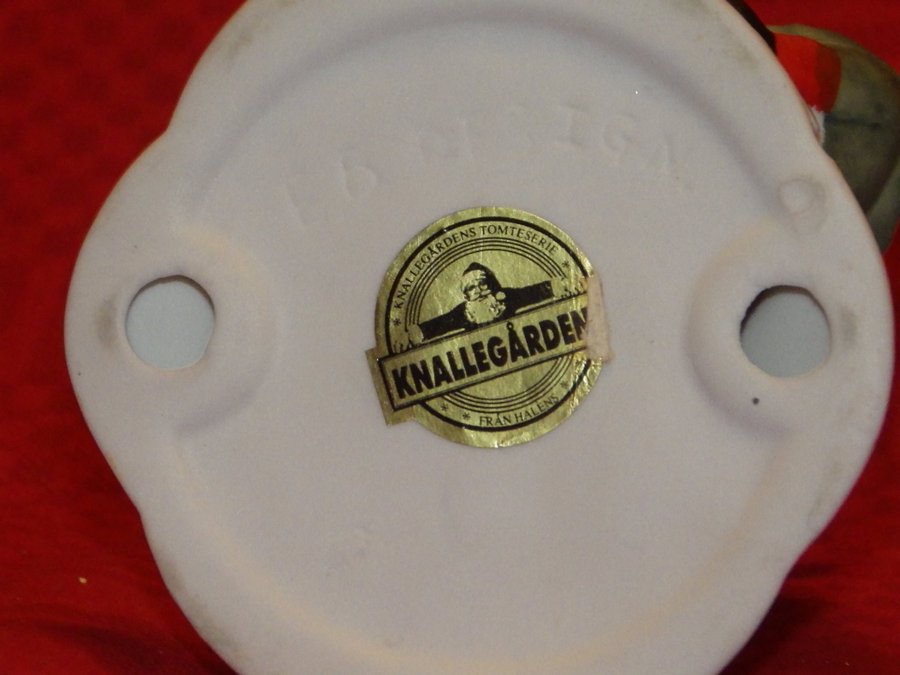 * KNALLEGÅRDENS TOMTESERIE *
KNALLEGÅRDEN
* * FRÅN HALENS *